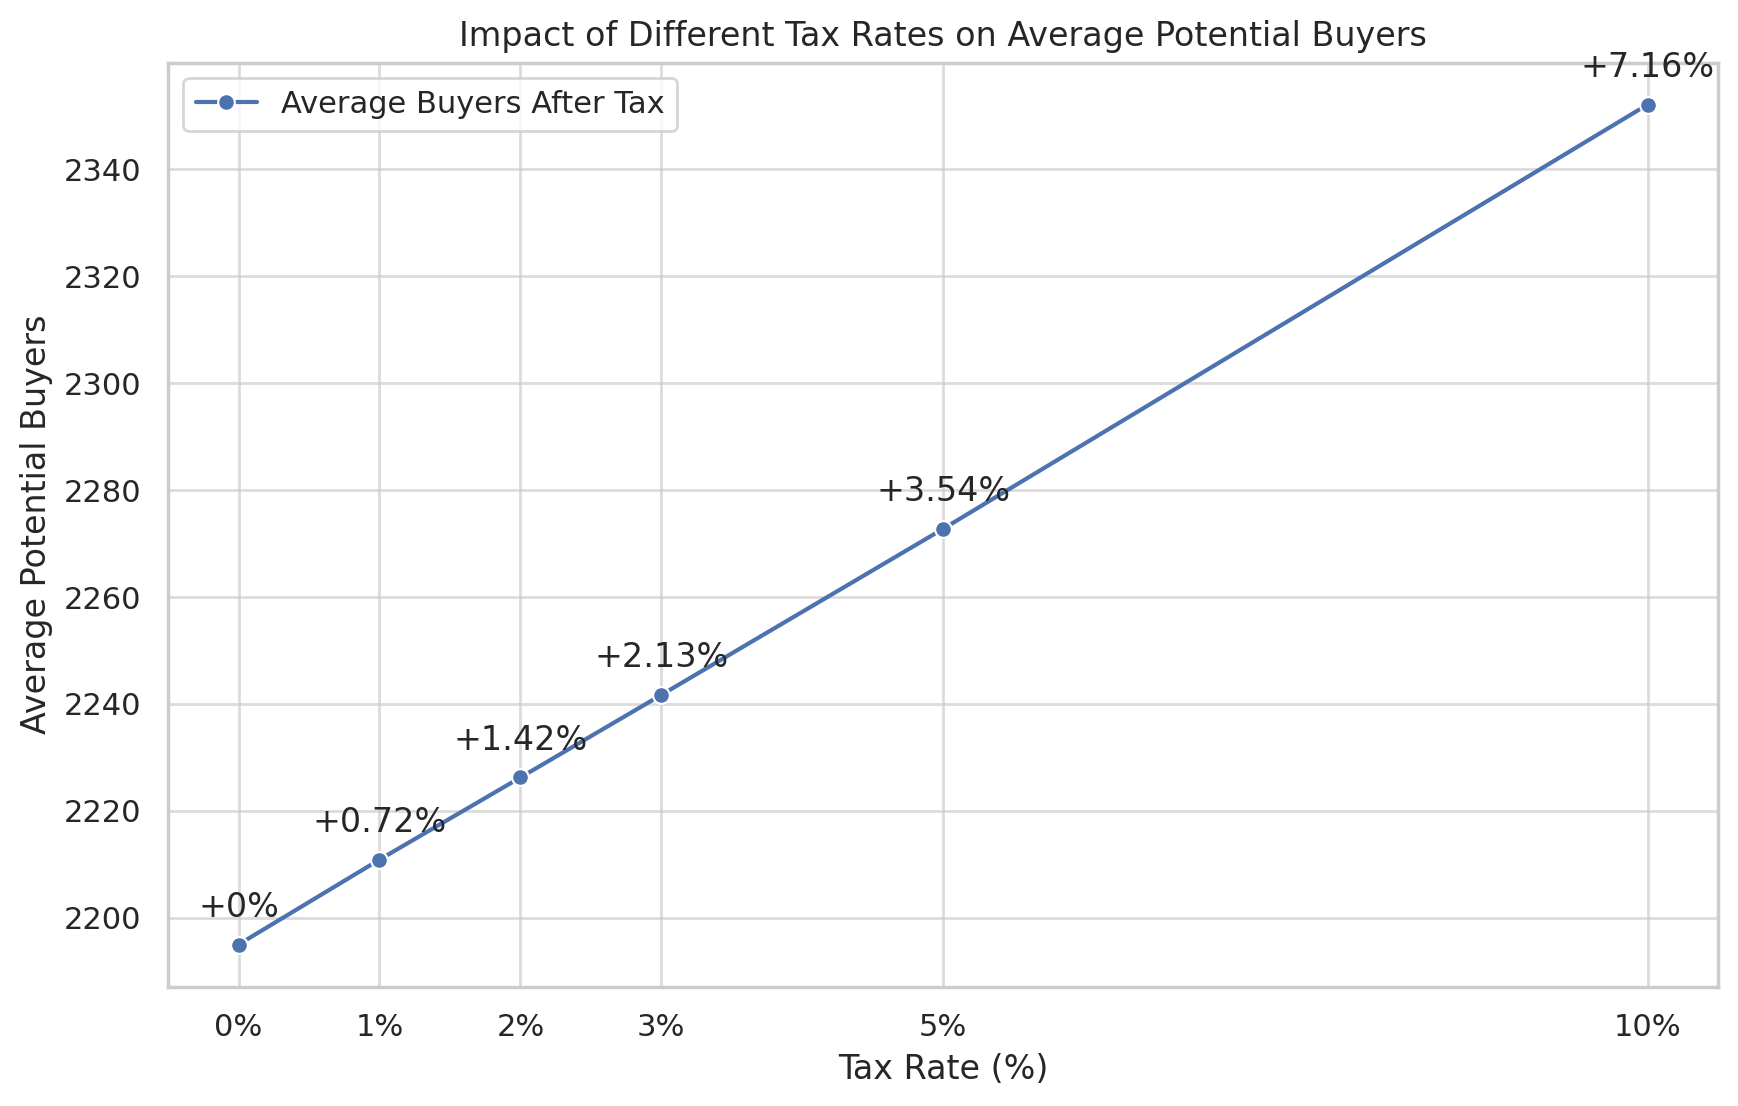 Impact of Different Tax Rates on Average Potential Buyers
+7.16%
Average Buyers After Tax
2340
2320
2300
2280
2260
2240
2220
2200
Average Potential Buyers
+3.54%
+2.13%
+1.42%
+0.72%
+0%
0% 1% 2% 3% 5% 10%
Tax Rate (%)